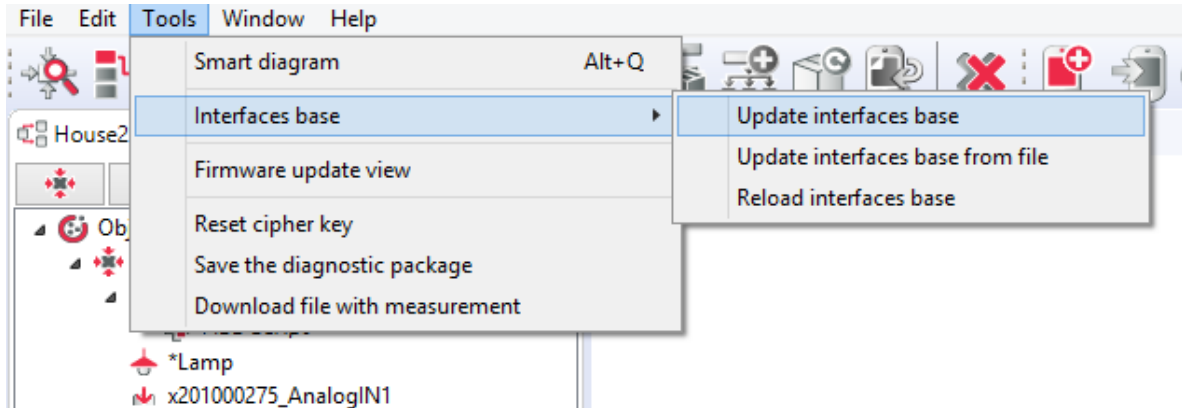 File Edit Tools Window Help
Smart diagram Alt+Q
Interfaces base
Update interfaces base
House2
Update interfaces base from file
Firmware update view
Reload interfaces base
Obj
Reset cipher key
Save the diagnostic package
Download file with measurement
*Lamp
x201000275_AnalogIN1